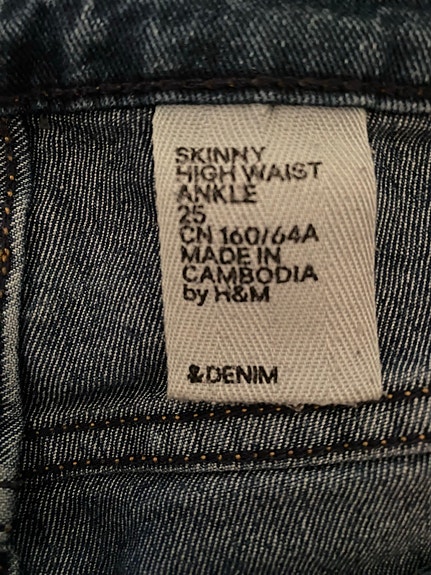 SKINNY
HIGH WAIST
ANKLE
25
CN 160/64A
MADE IN
CAMBODIA
by H&M
&DENIM